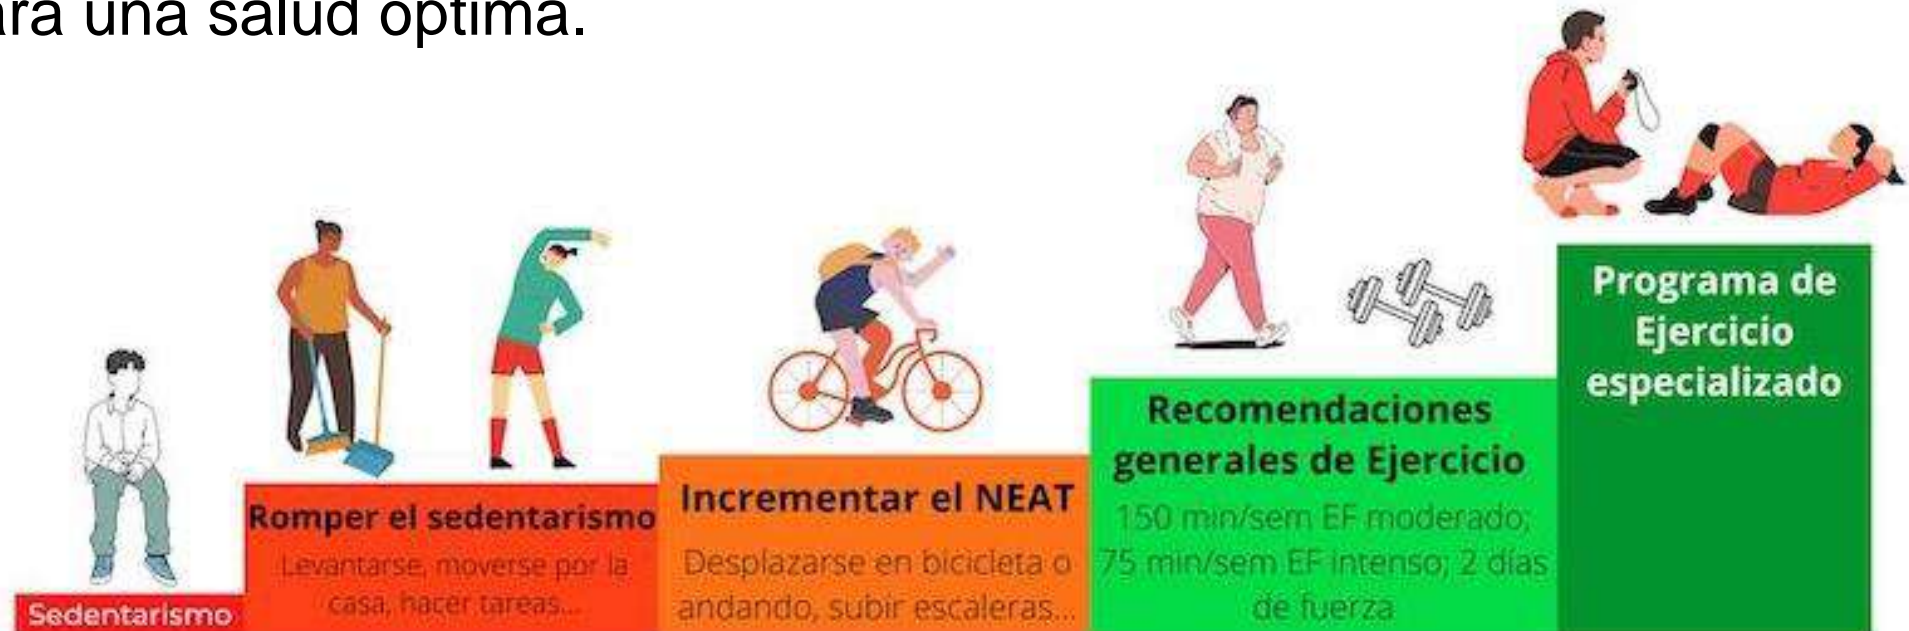 ara una salud óptima.
Sedentarismo
Romper el sedentarismo
Levantarse, moverse por la
casa, hacer tareas...
Incrementar el NEAT
Desplazarse en bicicleta o
andando, subir escaleras...
Recomendaciones
generales de Ejercicio
150 min/sem EF moderado;
75 min/sem EF intenso; 2 días
de fuerza
Programa de
Ejercicio
especializado